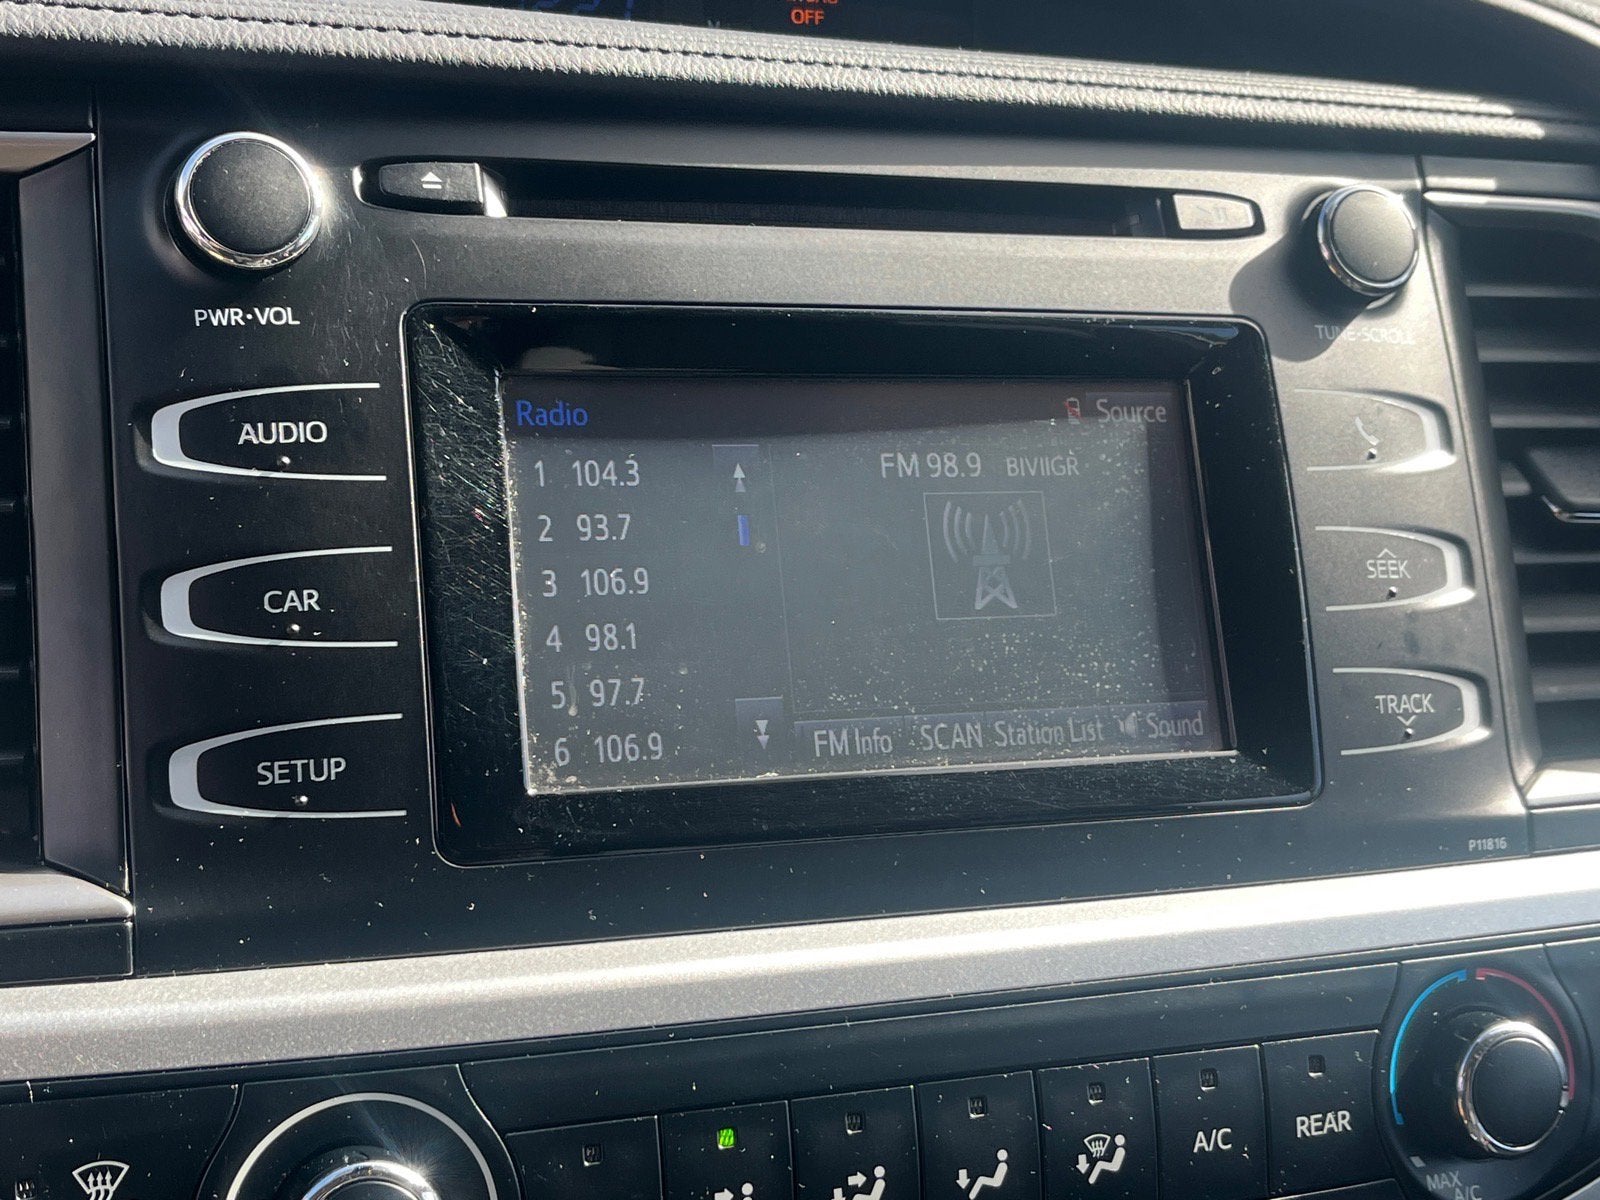 OFF
PWR•VOL
TUNE•SCROLL
AUDIO
CAR
SETUP
Radio
Source
1 104.3
2 93.7
3 106.9
4 98.1
5 97.7
6 106.9
FM 98.9 BIVIIGR
FM Info SCAN Station List Sound
SEEK
TRACK
P11816
A/C
REAR
MAX
A/C